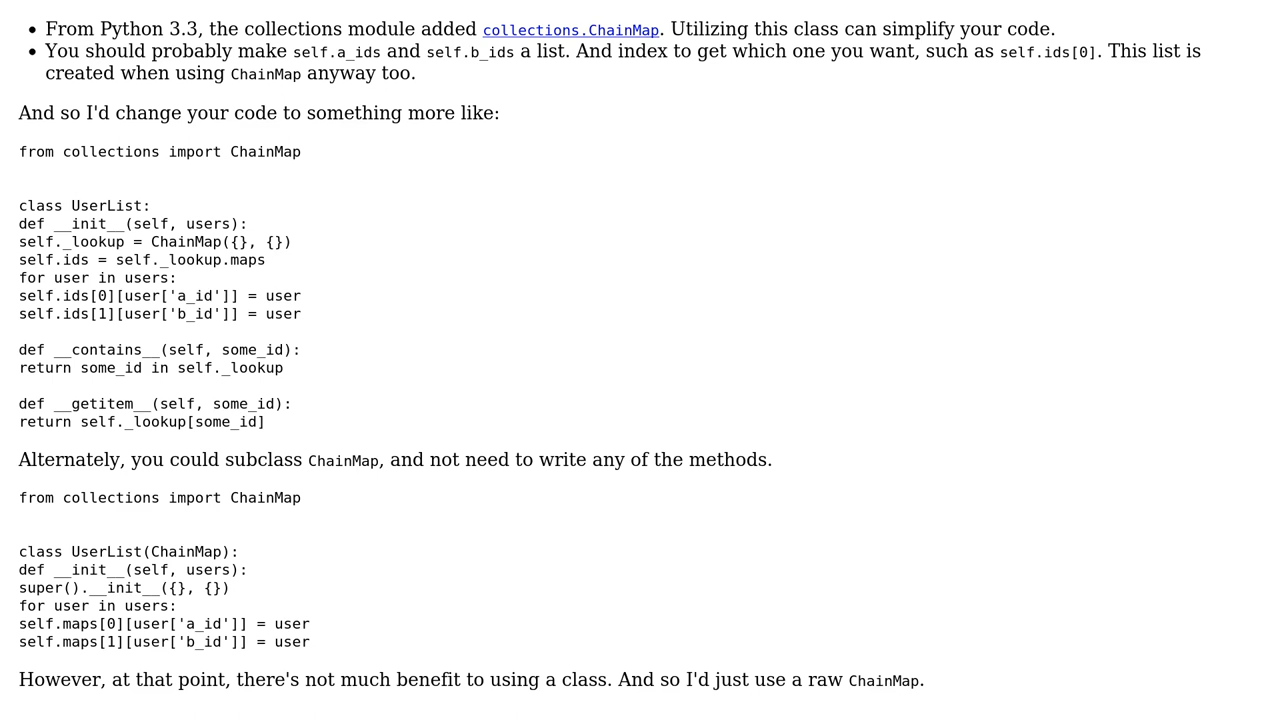 • From Python 3.3, the collections module added collections.ChainMap. Utilizing this class can simplify your code.
• You should probably make self.a_ids and self.b_ids a list. And index to get which one you want, such as self.ids[0]. This list is
created when using ChainMap anyway too.
And so I'd change your code to something more like:
from collections import ChainMap
class UserList:
def __init__(self, users):
self._lookup = ChainMap({}, {})
self.ids = self._lookup.maps
for user in users:
self.ids[0][user['a_id']] = user
self.ids[1][user['b_id']] = user
def __contains__(self, some_id):
return some_id in self._lookup
def __getitem__(self, some_id):
return self._lookup[some_id]
Alternately, you could subclass ChainMap, and not need to write any of the methods.
from collections import ChainMap
class UserList(ChainMap):
def __init__(self, users):
super().__init__({}, {})
for user in users:
self.maps[0][user['a_id']] = user
self.maps[1][user['b_id']] = user
However, at that point, there's not much benefit to using a class. And so I'd just use a raw ChainMap.